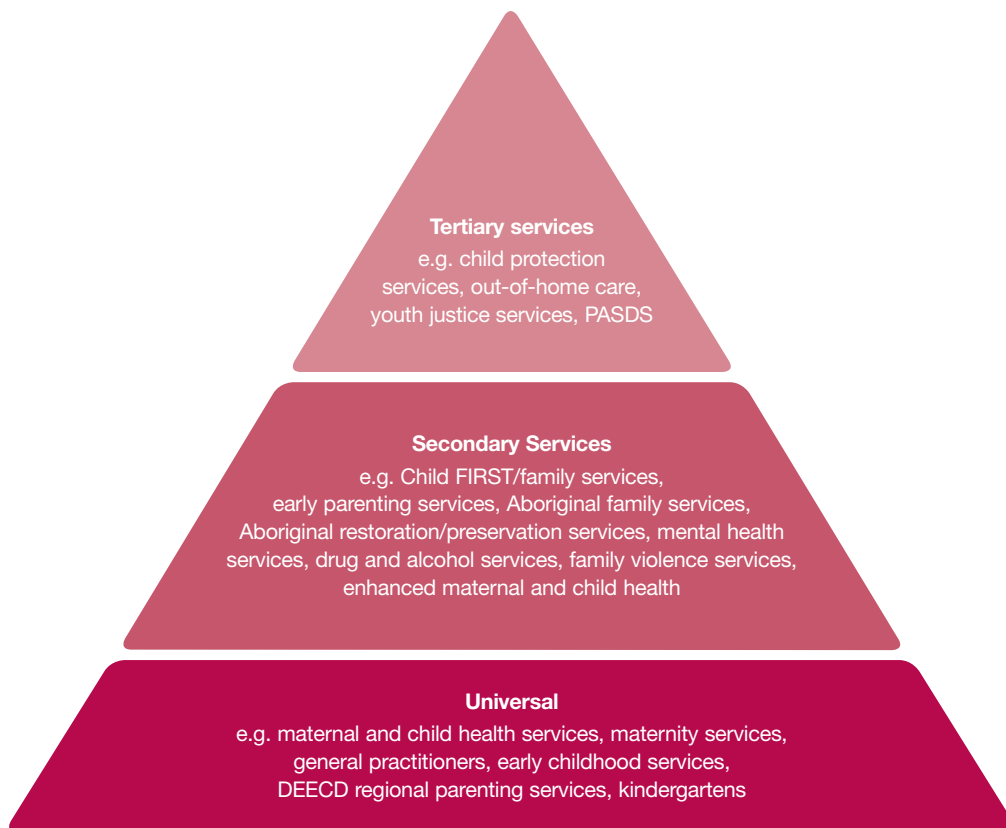 Tertiary services
e.g. child protection
services, out-of-home care,
youth justice services, PASDS
Secondary Services
e.g. Child FIRST/family services,
early parenting services, Aboriginal family services,
Aboriginal restoration/preservation services, mental health
services, drug and alcohol services, family violence services,
enhanced maternal and child health
Universal
e.g. maternal and child health services, maternity services,
general practitioners, early childhood services,
DEECD regional parenting services, kindergartens